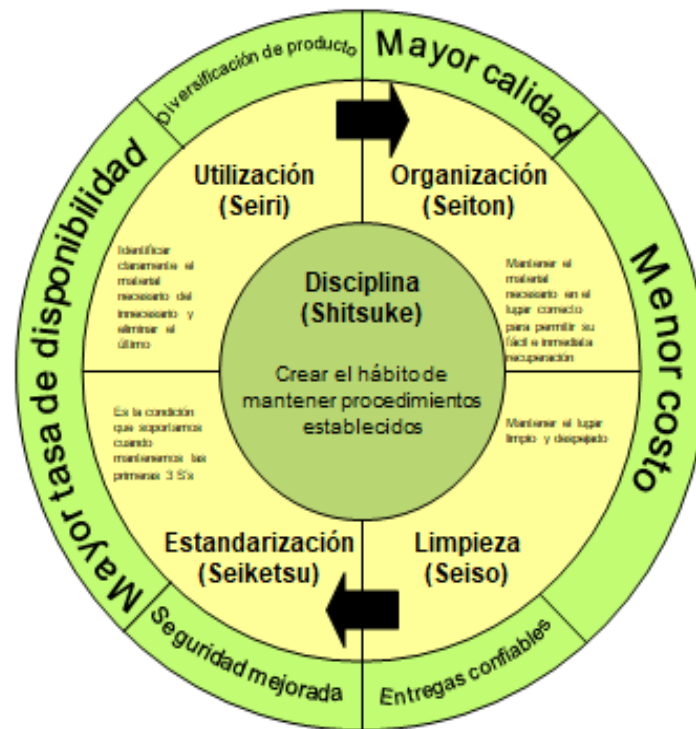 Diversificación de producto
Mayor calidad
Menor costo
Entregas confiables
Seguridad mejorada
Mayor tasa de disponibilidad
Utilización
(Seiri)
Identificar
claramente el
material
necesario del
innecesario y
eliminar el
último
Organización
(Seiton)
Mantener el
material
necesario en el
lugar correcto
para permitir su
fácil e inmediata
recuperación
Disciplina
(Shitsuke)
Crear el hábito de
mantener procedimientos
establecidos
Es la condición
que soportamos
cuando
mantenemos las
primeras 3 S's
Mantener el lugar
limpio y despejado
Estandarización
(Seiketsu)
Limpieza
(Seiso)